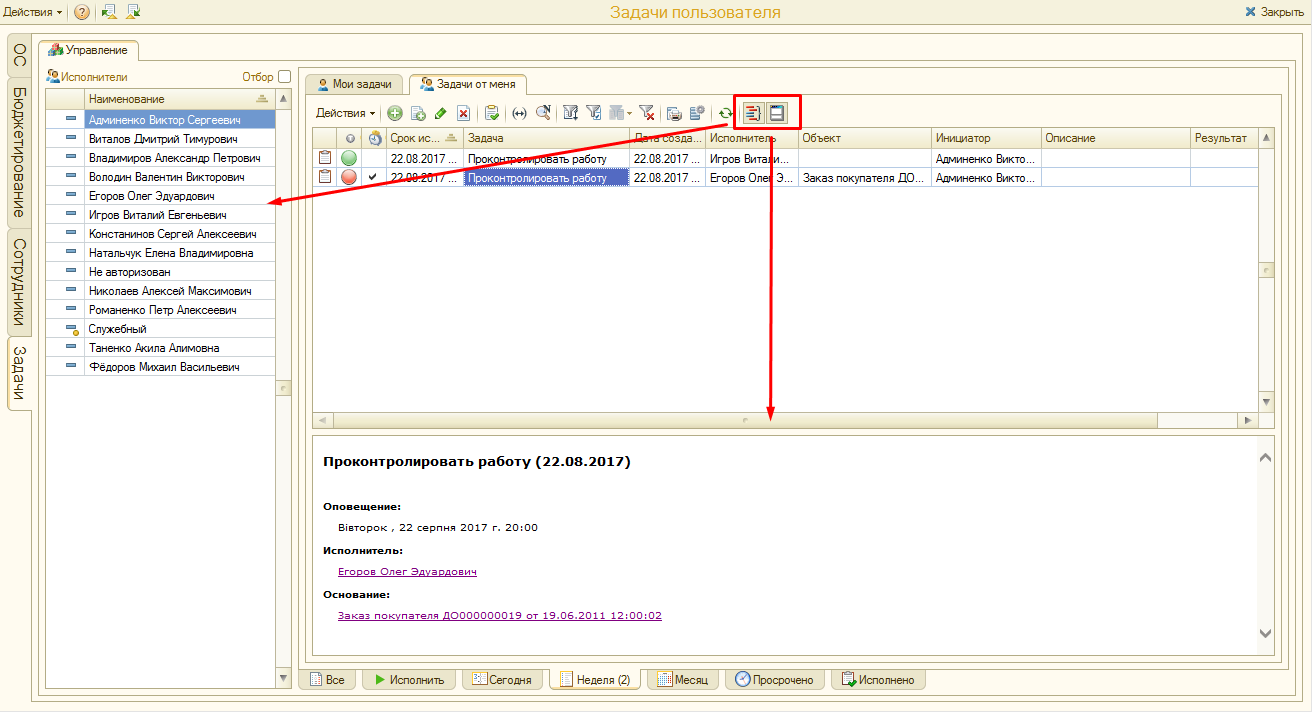 Действия
?
Задачи пользователя
Закрыть
ОС
Бюджетирование
Сотрудники
Задачи
Управление
Исполнители
Отбор
Наименование
Админенко Виктор Сергеевич
Виталов Дмитрий Тимурович
Владимиров Александр Петрович
Володин Валентин Викторович
Егоров Олег Эдуардович
Игров Виталий Евгеньевич
Констанинов Сергей Алексеевич
Натальчук Елена Владимировна
Не авторизован
Николаев Алексей Максимович
Романенко Петр Алексеевич
Служебный
Таненко Акила Алимовна
Фёдоров Михаил Васильевич
Мои задачи
Задачи от меня
Действия
Срок ис... Задача Дата созда... Исполнитель Объект Инициатор Описание Результат
22.08.2017 ... Проконтролировать работу 22.08.2017 ... Игров Витали... Админенко Викто...
22.08.2017 ... Проконтролировать работу 22.08.2017 ... Егоров Олег Э... Заказ покупателя ДО... Админенко Викто...
Проконтролировать работу (22.08.2017)
Оповещение:
Вівторок , 22 серпня 2017 г. 20:00
Исполнитель:
Егоров Олег Эдуардович
Основание:
Заказ покупателя ДО000000019 от 19.06.2011 12:00:02
Все
Исполнить
Сегодня
Неделя (2)
Месяц
Просрочено
Исполнено